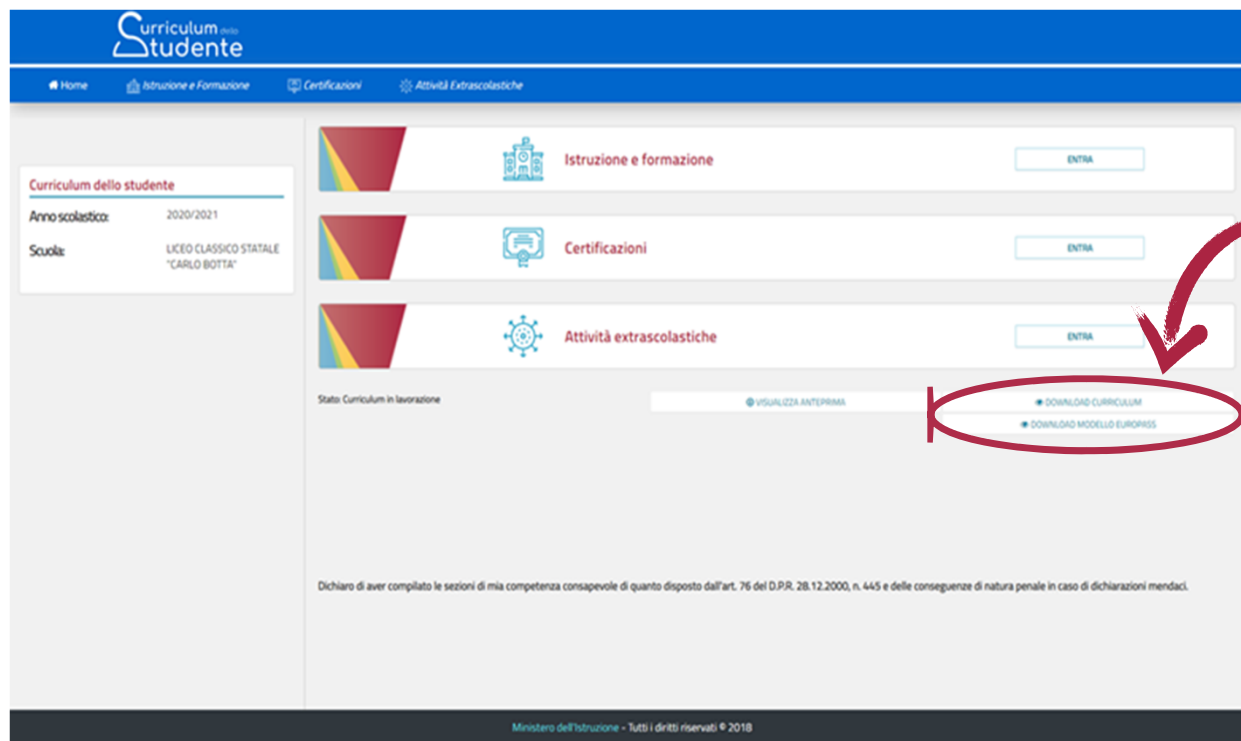 Curriculum dello
Studente
Home Istruzione e Formazione Certificazioni Attività Extrascolastiche
Curriculum dello studente
Anno scolastico: 2020/2021
Scuola: LICEO CLASSICO STATALE
"CARLO BOTTA"
Istruzione e formazione ENTRA
Certificazioni ENTRA
Attività extrascolastiche ENTRA
Stato: Curriculum in lavorazione VISUALIZZA ANTEPRIMA DOWNLOAD CURRICULUM
DOWNLOAD MODELLO EUROPASS
Dichiaro di aver compilato le sezioni di mia competenza consapevole di quanto disposto dall'art. 76 del D.P.R. 28.12.2000, n. 445 e delle conseguenze di natura penale in caso di dichiarazioni mendaci.
Ministero dell'Istruzione - Tutti i diritti riservati © 2018